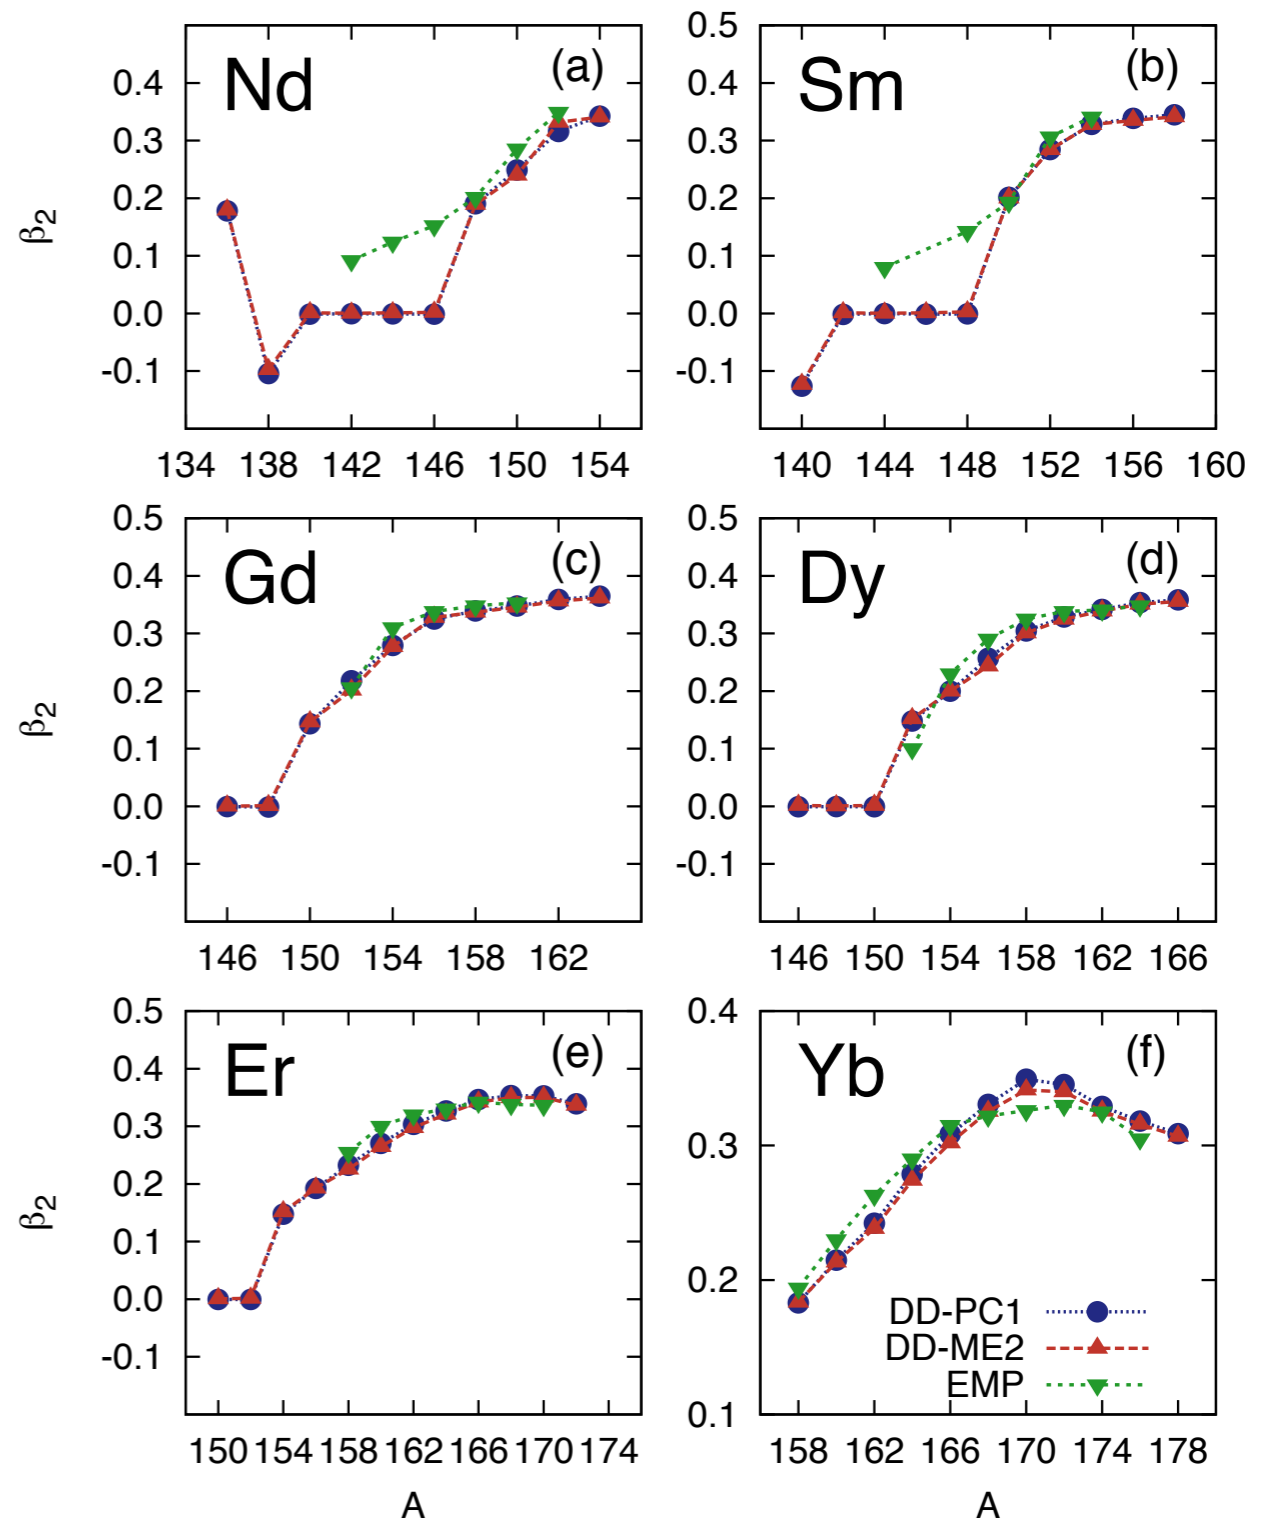 0.5
0.4
0.3
0.2
0.1
0.0
-0.1
0.4
0.3
0.2
0.1
0.0
-0.1
β2
Nd
(a)
Sm
(b)
134 138 142 146 150 154
140 144 148 152 156 160
0.5
0.4
0.3
0.2
0.1
0.0
-0.1
0.5
0.4
0.3
0.2
0.1
0.0
-0.1
β2
Gd
(c)
Dy
(d)
146 150 154 158 162
146 150 154 158 162 166
0.5
0.4
0.3
0.2
0.1
0.0
-0.1
0.4
0.3
0.2
0.1
β2
Er
(e)
Yb
(f)
DD-PC1
DD-ME2
EMP
150 154 158 162 166 170 174
158 162 166 170 174 178
A
A